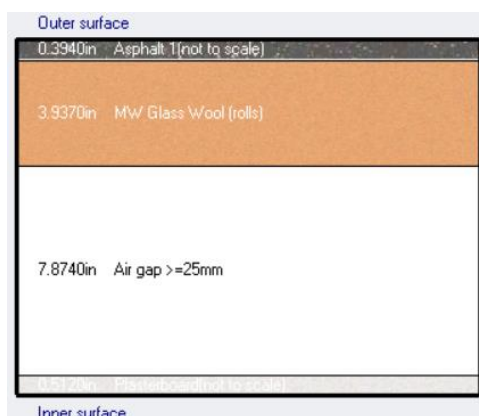 Outer surface
0.3940in Asphalt 1(not to scale)
3.9370in MW Glass Wool (rolls)
7.8740in Air gap >=25mm
0.5120in Plasterboard(not to scale)
Inner surface